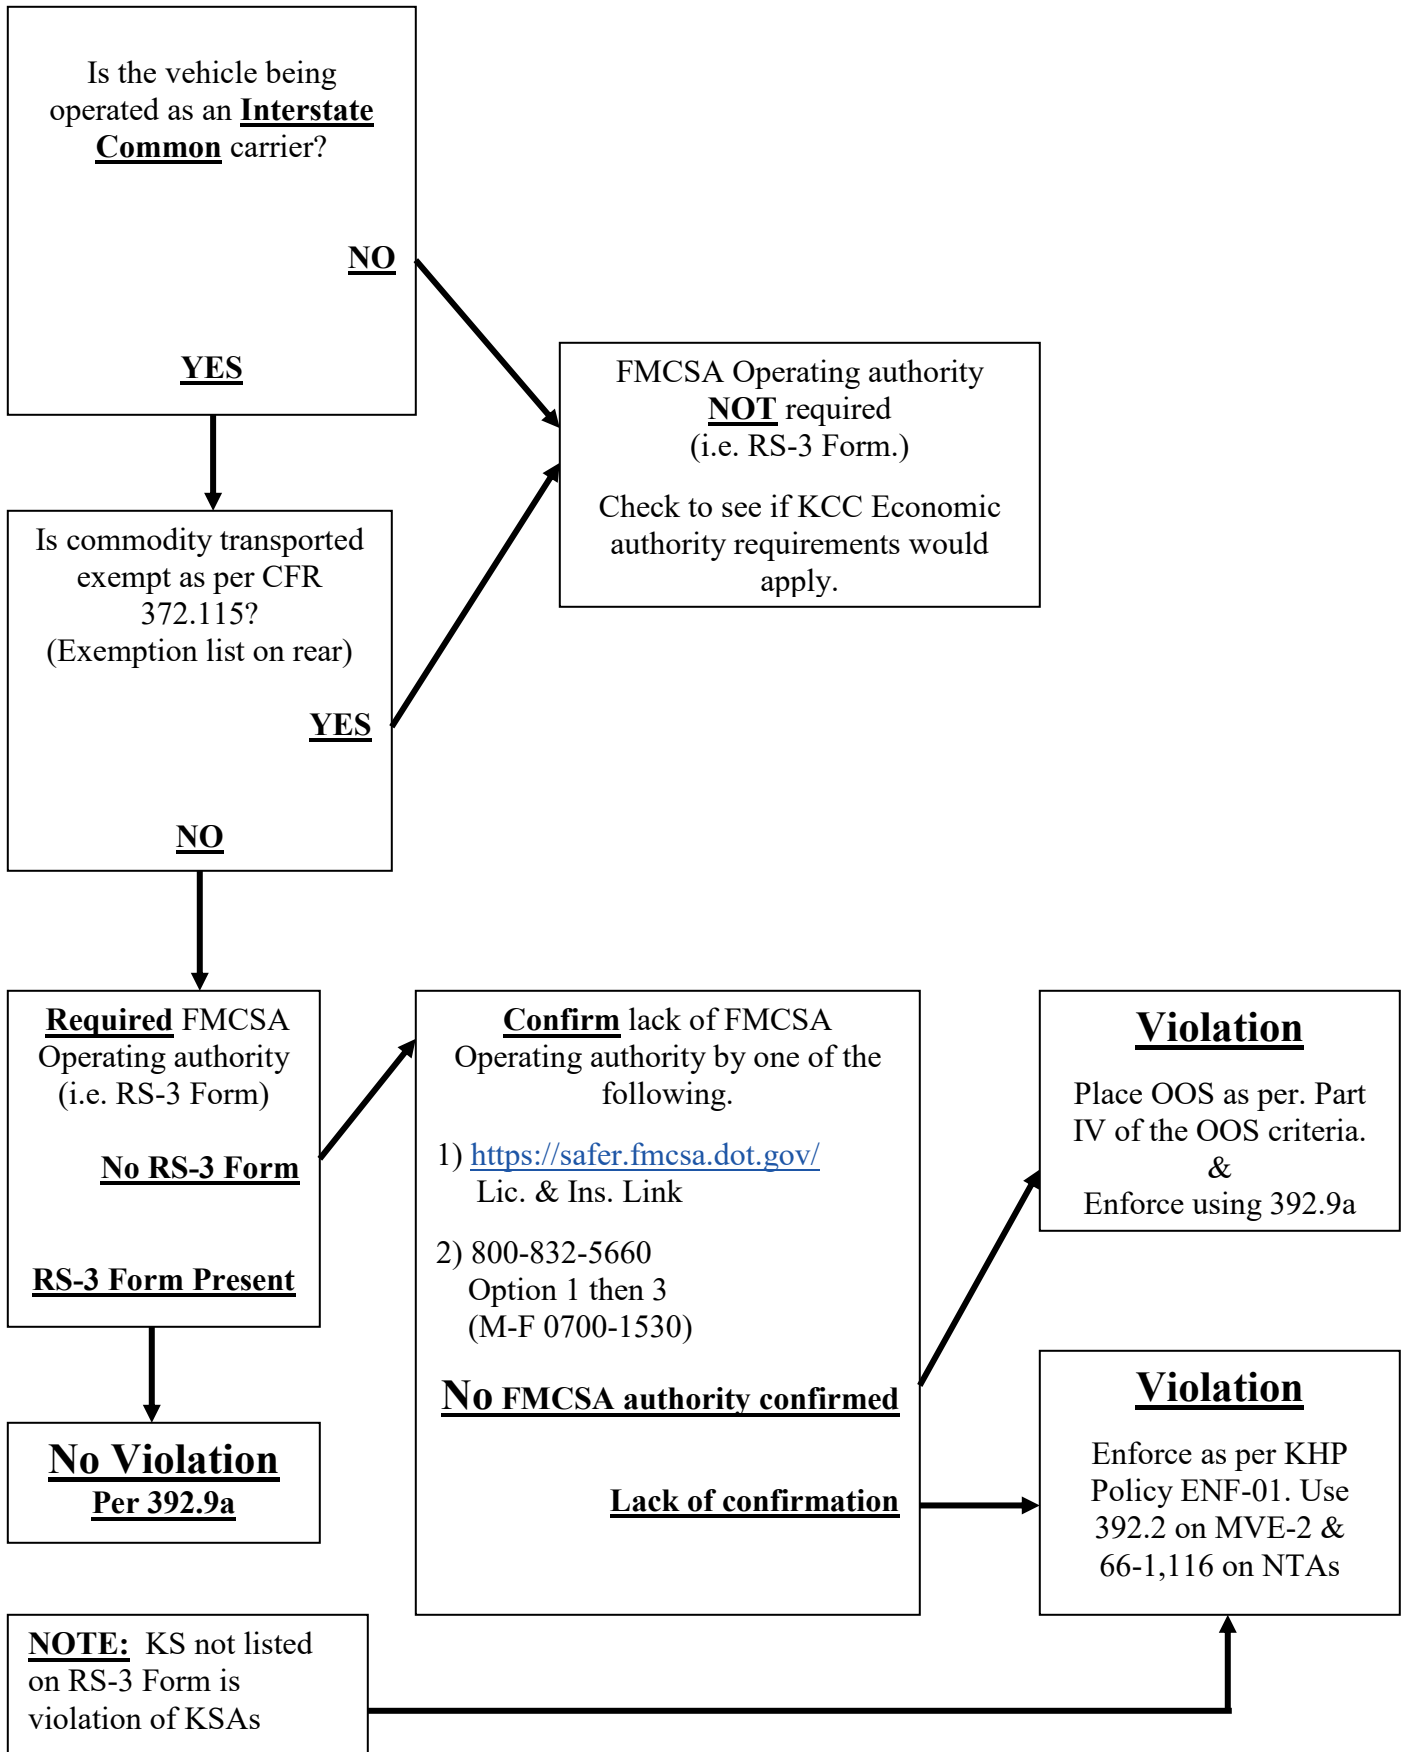 Is the vehicle being
operated as an Interstate
Common carrier?
NO
YES
FMCSA Operating authority
NOT required
(i.e. RS-3 Form.)
Check to see if KCC Economic
authority requirements would
apply.
Is commodity transported
exempt as per CFR
372.115?
(Exemption list on rear)
YES
NO
Required FMCSA
Operating authority
(i.e. RS-3 Form)
No RS-3 Form
RS-3 Form Present
Confirm lack of FMCSA
Operating authority by one of the
following.
1) https://safer.fmcsa.dot.gov/
Lic. & Ins. Link
2) 800-832-5660
Option 1 then 3
(M-F 0700-1530)
No FMCSA authority confirmed
Lack of confirmation
Violation
Place OOS as per. Part
IV of the OOS criteria.
&
Enforce using 392.9a
Violation
Enforce as per KHP
Policy ENF-01. Use
392.2 on MVE-2 &
66-1,116 on NTAs
No Violation
Per 392.9a
NOTE: KS not listed
on RS-3 Form is
violation of KSAs